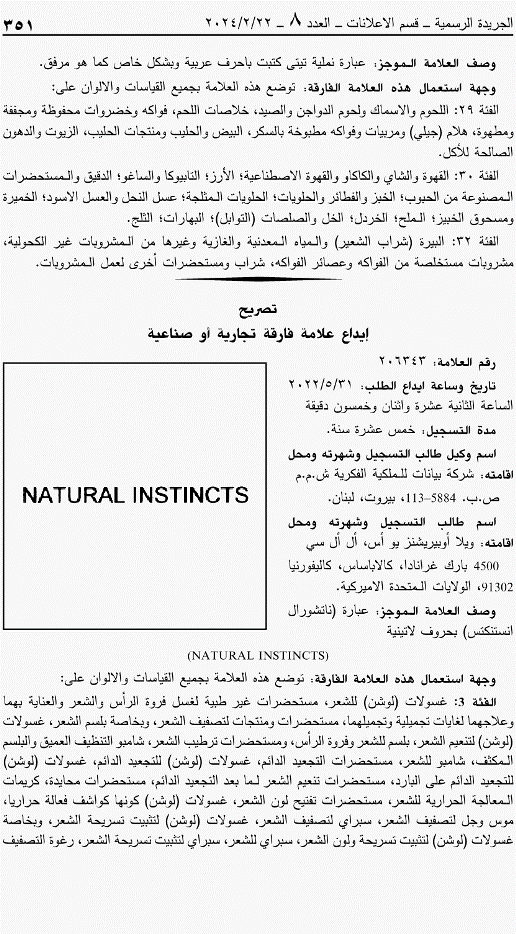 الجريدة الرسمية ـ قسم الاعلانات ـ العدد ٨ ـ ٢٠٢٤/٢/٢٢ ٣٥١
وصف العلامة الموجز: عبارة نملية تيتى كتبت باحرف عربية وبشكل خاص كما هو مرفق.
وجهة استعمال هذه العلامة الفارقة: توضع هذه العلامة بجميع القياسات والالوان على:
الفئة ٢٩: اللحوم والاسماك ولحوم الدواجن والصيد، خلاصات اللحم، فواكه وخضروات محفوظة ومجففة
ومطهوة، هلام (جيلي) ومربيات وفواكه مطبوخة بالسكر، البيض والحليب ومنتجات الحليب، الزيوت والدهون
الصالحة للأكل.
الفئة ٣٠: القهوة والشاي والكاكاو والقهوة الاصطناعية؛ الأرز؛ التابيوكا والساغو؛ الدقيق والمستحضرات
المصنوعة من الحبوب؛ الخبز والفطائر والحلويات؛ الحلويات المثلجة؛ عسل النحل والعسل الاسود؛ الخميرة
ومسحوق الخبيز؛ الملح؛ الخردل؛ الخل والصلصات (التوابل)؛ البهارات؛ الثلج.
الفئة ٣٢: البيرة (شراب الشعير) والمياه المعدنية والغازية وغيرها من المشروبات غير الكحولية،
مشروبات مستخلصة من الفواكه وعصائر الفواكه، شراب ومستحضرات أخرى لعمل المشروبات.
تصريح
إيداع علامة فارقة تجارية أو صناعية
رقم العلامة: ٢٠٦٣٤٣
تاريخ وساعة ايداع الطلب: ٢٠٢٢/٥/٣١
الساعة الثانية عشرة واثنان وخمسون دقيقة
مدة التسجيل: خمس عشرة سنة.
اسم وكيل طالب التسجيل وشهرته ومحل
اقامته: شركة بيانات للملكية الفكرية ش.م.م
ص.ب. 5884–113، بيروت، لبنان.
اسم طالب التسجيل وشهرته ومحل
اقامته: ويلا أوبيريشنز يو أس، أل أل سي
4500 بارك غرانادا، كالاباساس، كاليفورنيا
91302، الولايات المتحدة الاميركية.
وصف العلامة الموجز: عبارة (ناتشورال
انستنكتس) بحروف لاتينية
NATURAL INSTINCTS
(NATURAL INSTINCTS)
وجهة استعمال هذه العلامة الفارقة: توضع هذه العلامة بجميع القياسات والالوان على:
الفئة 3: غسولات (لوشن) للشعر، مستحضرات غير طبية لغسل فروة الرأس والشعر والعناية بهما
وعلاجهما لغايات تجميلية وتجميلهما، مستحضرات ومنتجات لتصفيف الشعر، وبخاصة بلسم الشعر، غسولات
(لوشن) لتنعيم الشعر، بلسم للشعر وفروة الرأس، ومستحضرات ترطيب الشعر، شامبو التنظيف العميق والبلسم
المكثف، شامبو للشعر، مستحضرات التجعيد الدائم، غسولات (لوشن) للتجعيد الدائم، غسولات (لوشن)
للتجعيد الدائم على البارد، مستحضرات تنعيم الشعر لما بعد التجعيد الدائم، مستحضرات محايدة، كريمات
المعالجة الحرارية للشعر، مستحضرات تفتيح لون الشعر، غسولات (لوشن) كونها كواشف فعالة حراريا،
موس وجل لتصفيف الشعر، سبراي لتصفيف الشعر، غسولات (لوشن) لتثبيت تسريحة الشعر، وبخاصة
غسولات (لوشن) لتثبيت تسريحة ولون الشعر، سبراي للشعر، سبراي لتثبيت تسريحة الشعر، رغوة التصفيف